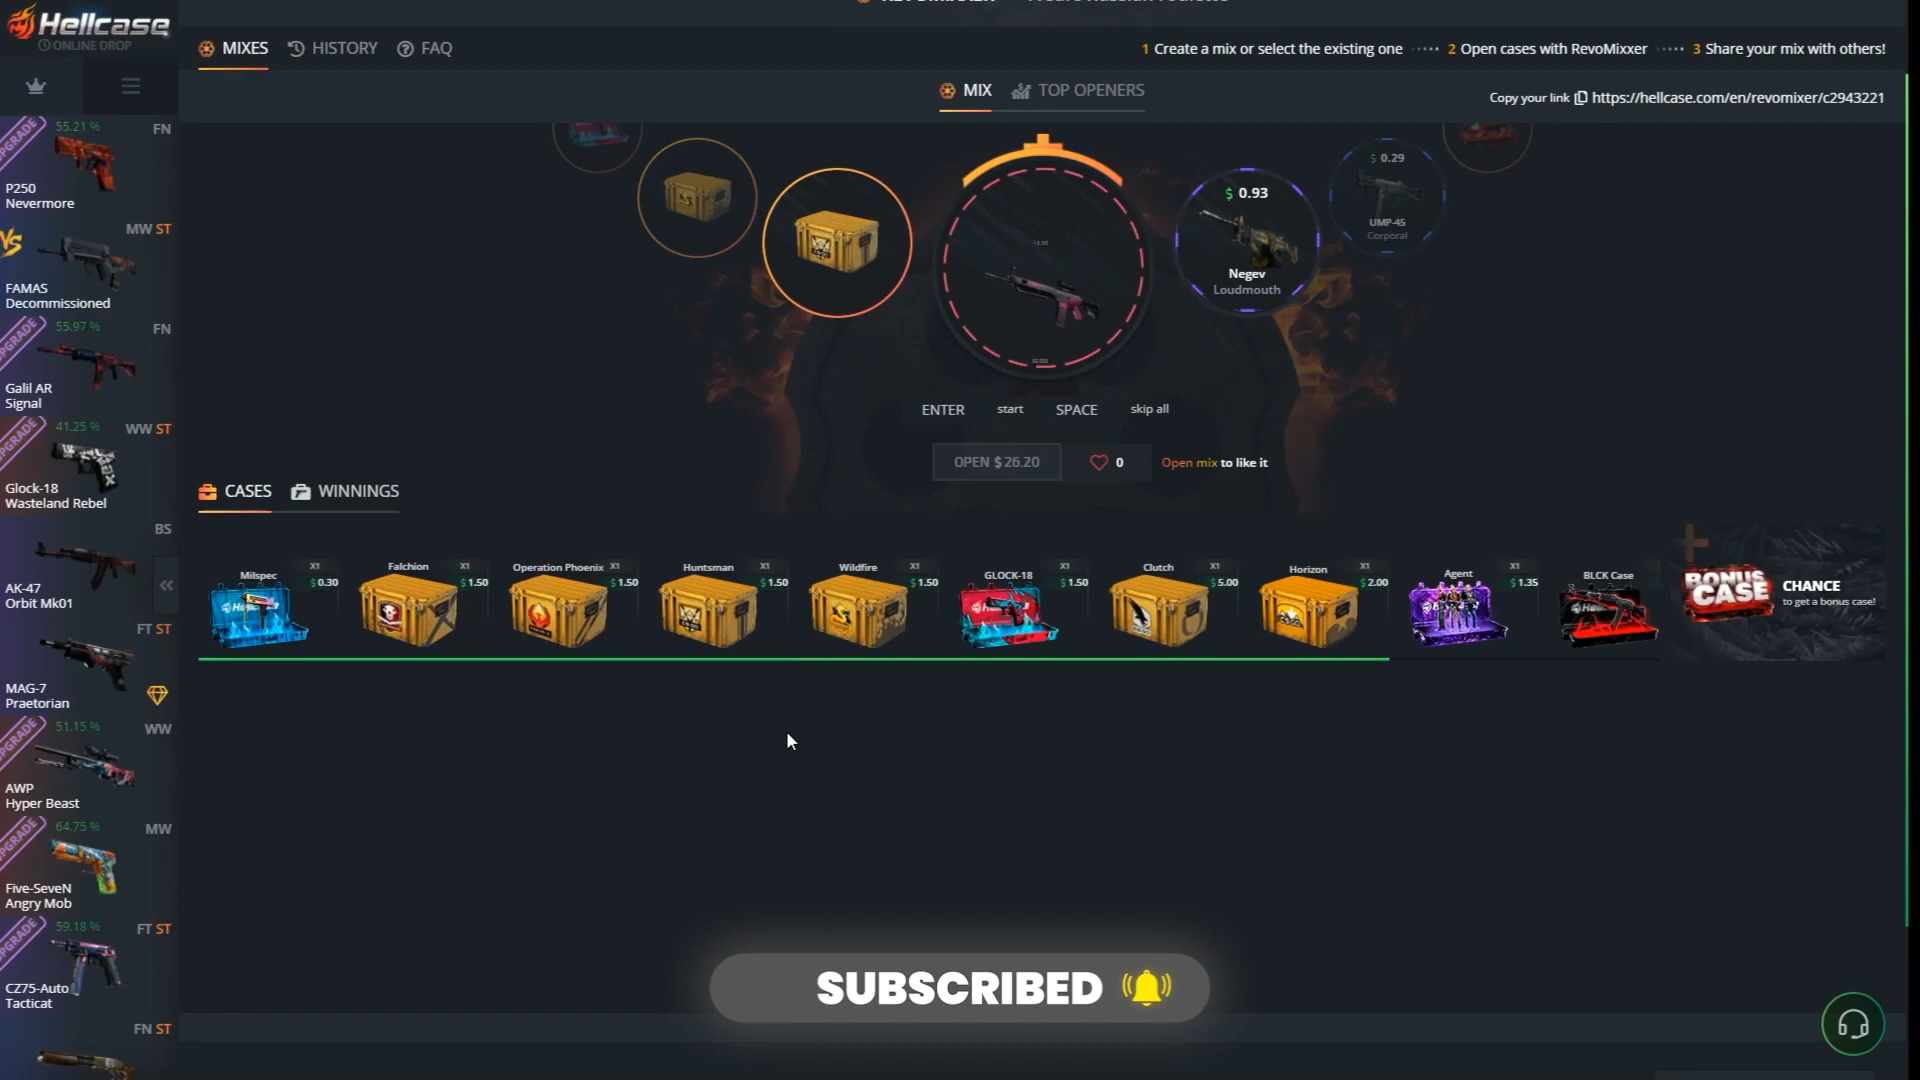 Hellcase
ONLINE DROP
MIXES
HISTORY
FAQ
1 Create a mix or select the existing one
2 Open cases with RevoMixxer
3 Share your mix with others!
MIX
TOP OPENERS
Copy your link
https://hellcase.com/en/revomixer/c2943221
UPGRADE
55.21 %
FN
P250
Nevermore
MW ST
VS
FAMAS
Decommissioned
UPGRADE
55.97 %
FN
Galil AR
Signal
UPGRADE
41.25 %
WW ST
Glock-18
Wasteland Rebel
BS
AK-47
Orbit Mk01
FT ST
MAG-7
Praetorian
UPGRADE
51.15 %
WW
AWP
Hyper Beast
UPGRADE
64.75 %
MW
Five-SeveN
Angry Mob
UPGRADE
59.18 %
FT ST
CZ75-Auto
Tacticat
FN ST
$ 0.93
Negev
Loudmouth
$ 0.29
UMP-45
Corporal
ENTER start SPACE skip all
OPEN $ 26.20
0
Open mix to like it
CASES
WINNINGS
Milspec X1
$ 0.30
Falchion X1
$ 1.50
Operation Phoenix X1
$ 1.50
Huntsman X1
$ 1.50
Wildfire X1
$ 1.50
GLOCK-18 X1
$ 1.50
Clutch X1
$ 5.00
Horizon X1
$ 2.00
Agent X1
$ 1.35
BLCK Case
BONUS
CASE
CHANCE
to get a bonus case!
SUBSCRIBED